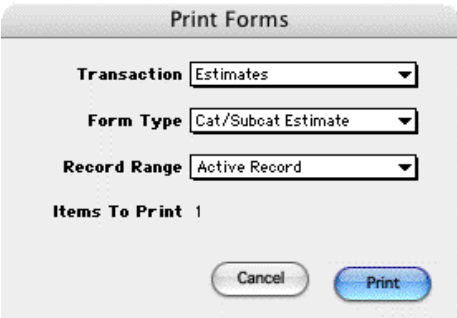 Print Forms
Transaction Estimates
Form Type Cat/Subcat Estimate
Record Range Active Record
Items To Print 1
Cancel Print